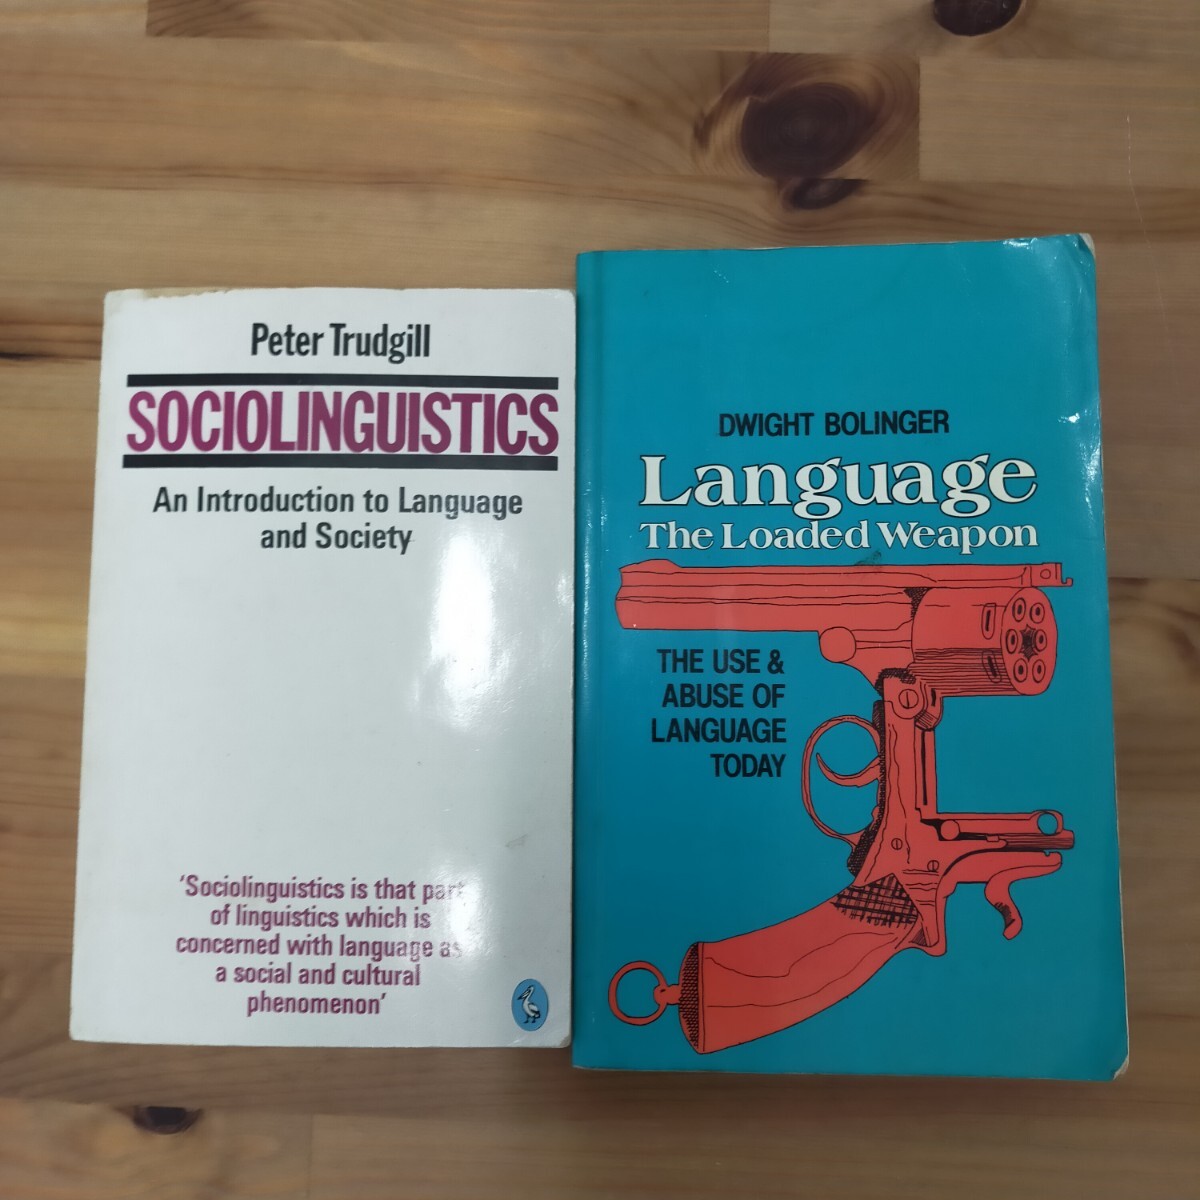 Peter Trudgill
SOCIOLINGUISTICS
An Introduction to Language
and Society
'Sociolinguistics is that part
of linguistics which is
concerned with language as
a social and cultural
phenomenon'
DWIGHT BOLINGER
Language
The Loaded Weapon
THE USE &
ABUSE OF
LANGUAGE
TODAY